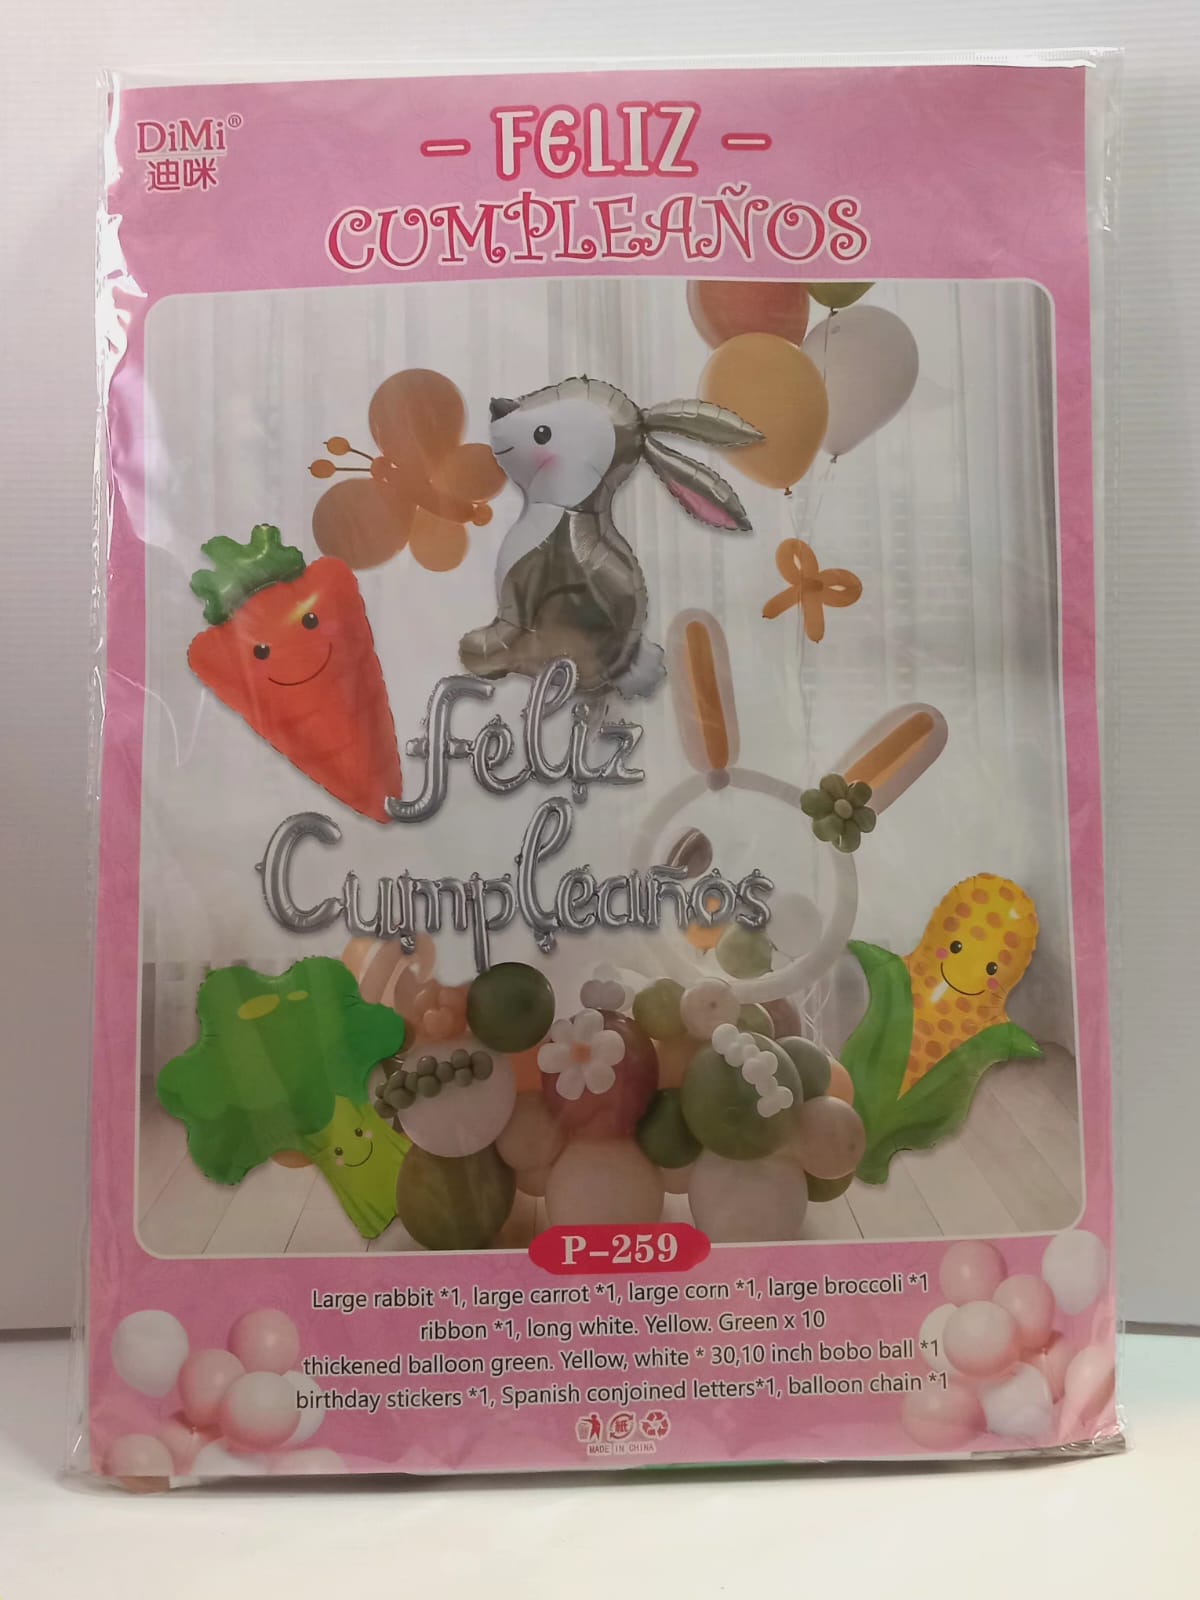 DiMi®
迪咪
- FELIZ -
CUMPLEAÑOS
Feliz
Cumpleaños
P-259
Large rabbit *1, large carrot *1, large corn *1, large broccoli *1
ribbon *1, long white. Yellow. Green x 10
thickened balloon green. Yellow, white * 30,10 inch bobo ball *1
birthday stickers *1, Spanish conjoined letters*1, balloon chain *1
紙
MADE IN CHINA